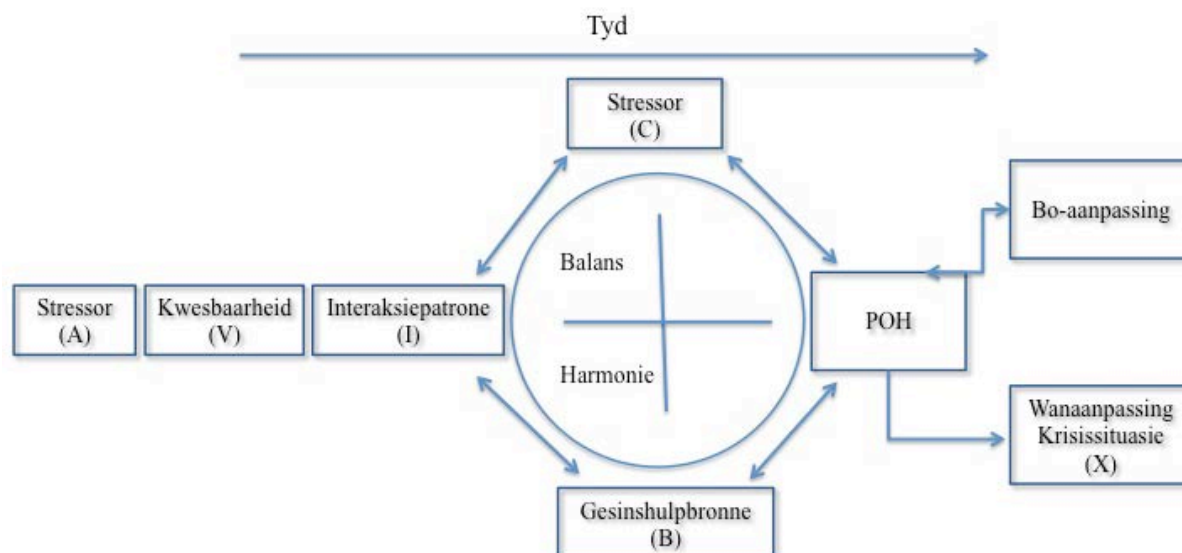 Tyd
Stressor
(C)
Bo-aanpassing
Balans
Stressor
(A)
Kwesbaarheid
(V)
Interaksiepatrone
(I)
POH
Harmonie
Wanaanpassing
Krisissituasie
(X)
Gesinshulpbronne
(B)